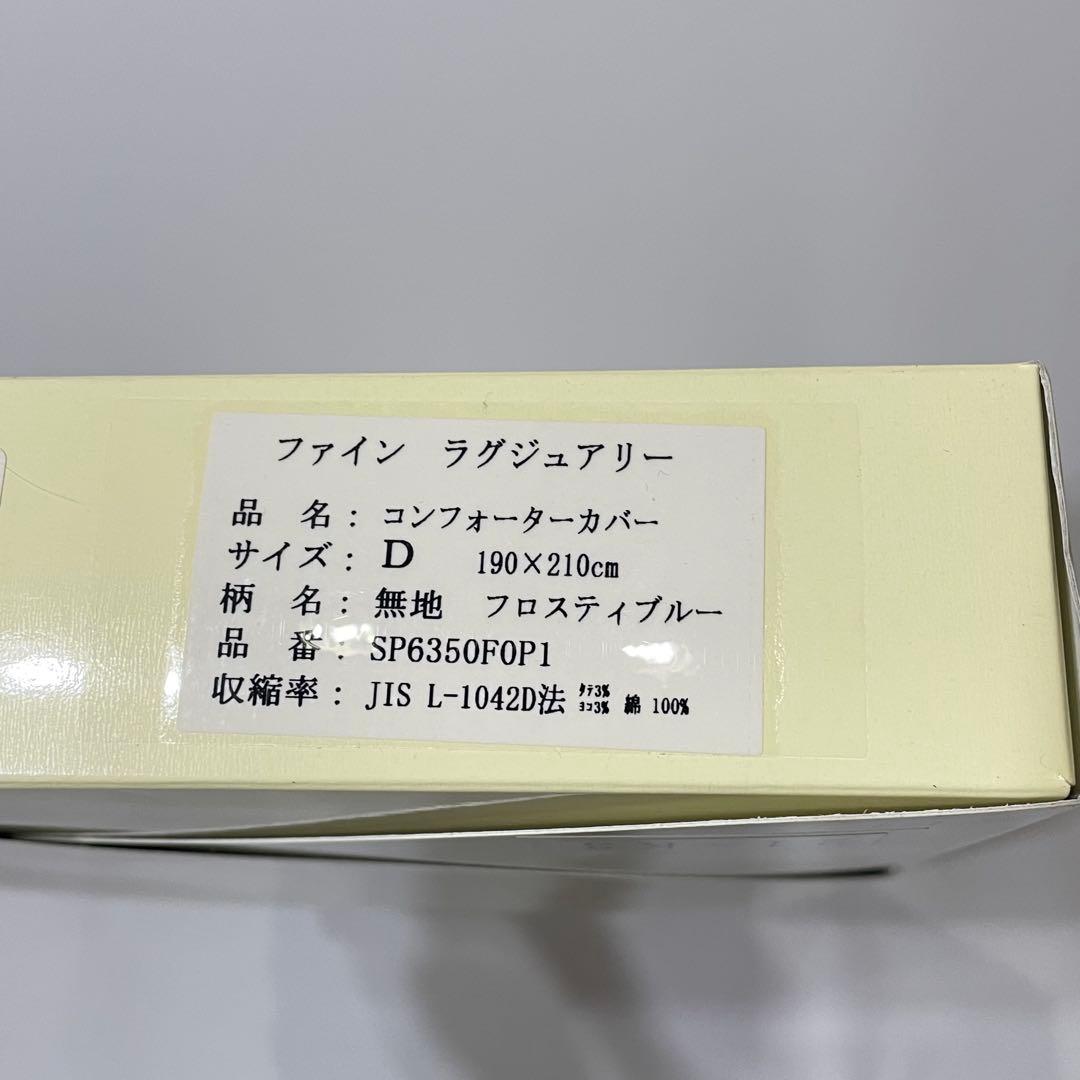 ファイン ラグジュアリー
品 名: コンフォーターカバー
サイズ: D 190×210cm
柄 名: 無地 フロスティブルー
品 番: SP6350F0P1
収縮率: JIS L-1042D法 タテ3% ヨコ3% 綿 100%